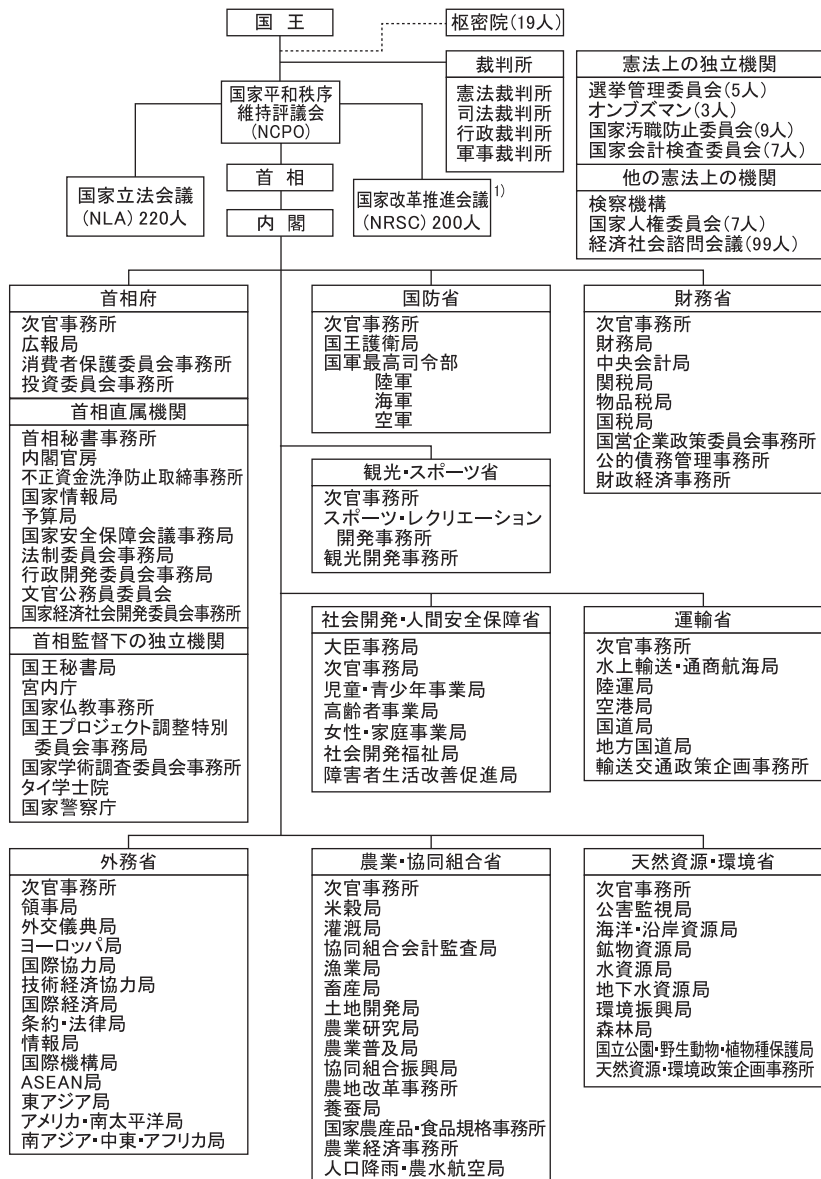 国 王
枢密院(19人)
裁判所
憲法裁判所
司法裁判所
行政裁判所
軍事裁判所
憲法上の独立機関
選挙管理委員会(5人)
オンブズマン(3人)
国家汚職防止委員会(9人)
国家会計検査委員会(7人)
他の憲法上の機関
検察機構
国家人権委員会(7人)
経済社会諮問会議(99人)
国家平和秩序
維持評議会
(NCPO)
国家立法会議
(NLA) 220人
首 相
国家改革推進会議1)
(NRSC) 200人
内 閣
首相府
次官事務所
広報局
消費者保護委員会事務所
投資委員会事務所
首相直属機関
首相秘書事務所
内閣官房
不正資金洗浄防止取締事務所
国家情報局
予算局
国家安全保障会議事務局
法制委員会事務局
行政開発委員会事務局
文官公務員委員会
国家経済社会開発委員会事務所
首相監督下の独立機関
国王秘書局
宮内庁
国家仏教事務所
国王プロジェクト調整特別
委員会事務局
国家学術調査委員会事務所
タイ学士院
国家警察庁
国防省
次官事務所
国王護衛局
国軍最高司令部
陸軍
海軍
空軍
財務省
次官事務所
財務局
中央会計局
関税局
物品税局
国税局
国営企業政策委員会事務所
公的債務管理事務所
財政経済事務所
観光・スポーツ省
次官事務所
スポーツ・レクリエーション
開発事務所
観光開発事務所
社会開発・人間安全保障省
大臣事務局
次官事務局
児童・青少年事業局
高齢者事業局
女性・家庭事業局
社会開発福祉局
障害者生活改善促進局
運輸省
次官事務所
水上輸送・通商航海局
陸運局
空港局
国道局
地方国道局
輸送交通政策企画事務所
外務省
次官事務所
領事局
外交儀典局
ヨーロッパ局
国際協力局
技術経済協力局
国際経済局
条約・法律局
情報局
国際機構局
ASEAN局
東アジア局
アメリカ・南太平洋局
南アジア・中東・アフリカ局
農業・協同組合省
次官事務所
米穀局
灌漑局
協同組合会計監査局
漁業局
畜産局
土地開発局
農業研究局
農業普及局
協同組合振興局
農地改革事務所
養蚕局
国家農産品・食品規格事務所
農業経済事務所
人口降雨・農水航空局
天然資源・環境省
次官事務所
公害監視局
海洋・沿岸資源局
鉱物資源局
水資源局
地下水資源局
環境振興局
森林局
国立公園・野生動物・植物種保護局
天然資源・環境政策企画事務所